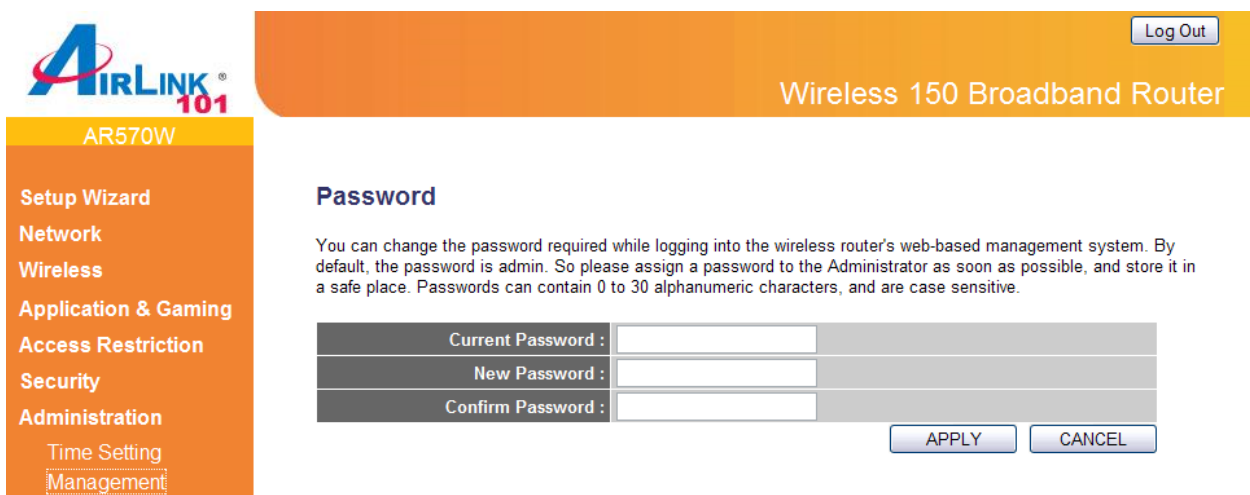 Log Out
AIRLINK ®
101
Wireless 150 Broadband Router
AR570W
Setup Wizard
Network
Wireless
Application & Gaming
Access Restriction
Security
Administration
Time Setting
Management
Password
You can change the password required while logging into the wireless router's web-based management system. By
default, the password is admin. So please assign a password to the Administrator as soon as possible, and store it in
a safe place. Passwords can contain 0 to 30 alphanumeric characters, and are case sensitive.
Current Password :
New Password :
Confirm Password :
APPLY CANCEL